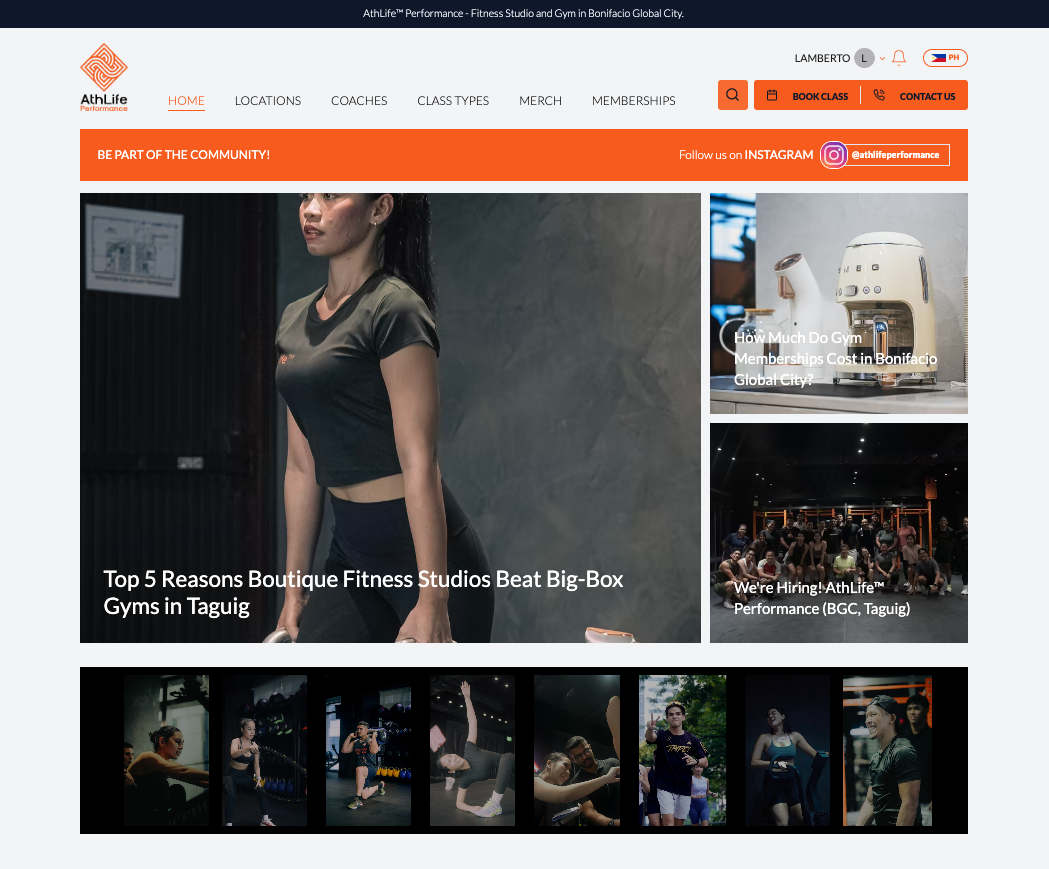 AthLife™ Performance - Fitness Studio and Gym in Bonifacio Global City.
LAMBERTO L PH
AthLife
Performance
HOME LOCATIONS COACHES CLASS TYPES MERCH MEMBERSHIPS
BOOK CLASS CONTACT US
BE PART OF THE COMMUNITY!
Follow us on INSTAGRAM @athlifeperformance
SMEG
How Much Do Gym
Memberships Cost in Bonifacio
Global City?
Top 5 Reasons Boutique Fitness Studios Beat Big-Box
Gyms in Taguig
We're Hiring! AthLife™
Performance (BGC, Taguig)